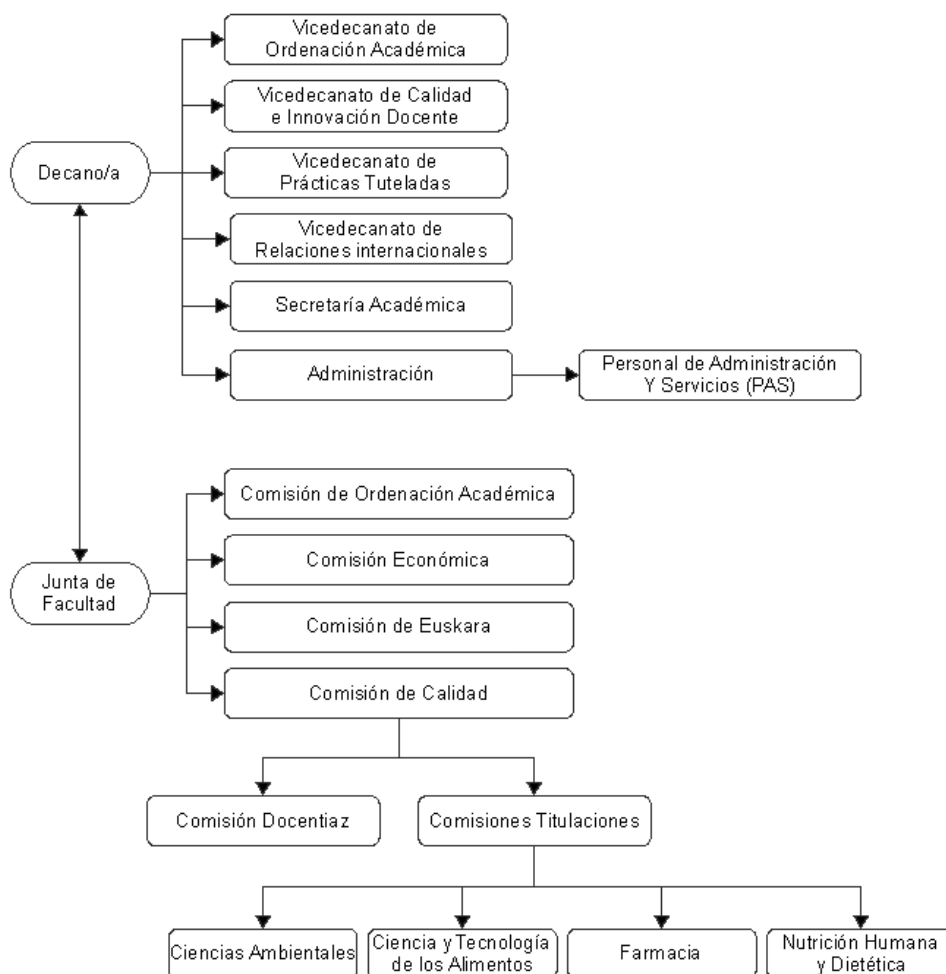 Vicedecanato de
Ordenación Académica
Vicedecanato de Calidad
e Innovación Docente
Decano/a
Vicedecanato de
Prácticas Tuteladas
Vicedecanato de
Relaciones internacionales
Secretaría Académica
Administración
Personal de Administración
Y Servicios (PAS)
Comisión de Ordenación Académica
Comisión Económica
Junta de
Facultad
Comisión de Euskara
Comisión de Calidad
Comisión Docentiaz
Comisiones Titulaciones
Ciencias Ambientales
Ciencia y Tecnología
de los Alimentos
Farmacia
Nutrición Humana
y Dietética